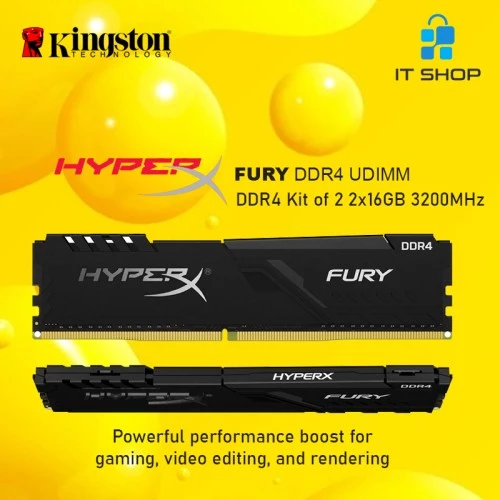 Kingston
TECHNOLOGY
IT SHOP
HYPERX
FURY DDR4 UDIMM
DDR4 Kit of 2 2x16GB 3200MHz
DDR4
HYPERX®
FURY
HYPERX
DDR4
HYPERX
FURY
Powerful performance boost for
gaming, video editing, and rendering